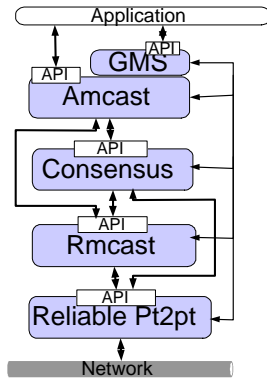 Application
API
GMS
API
Amcast
API
Consensus
API
Rmcast
API
Reliable Pt2pt
Network